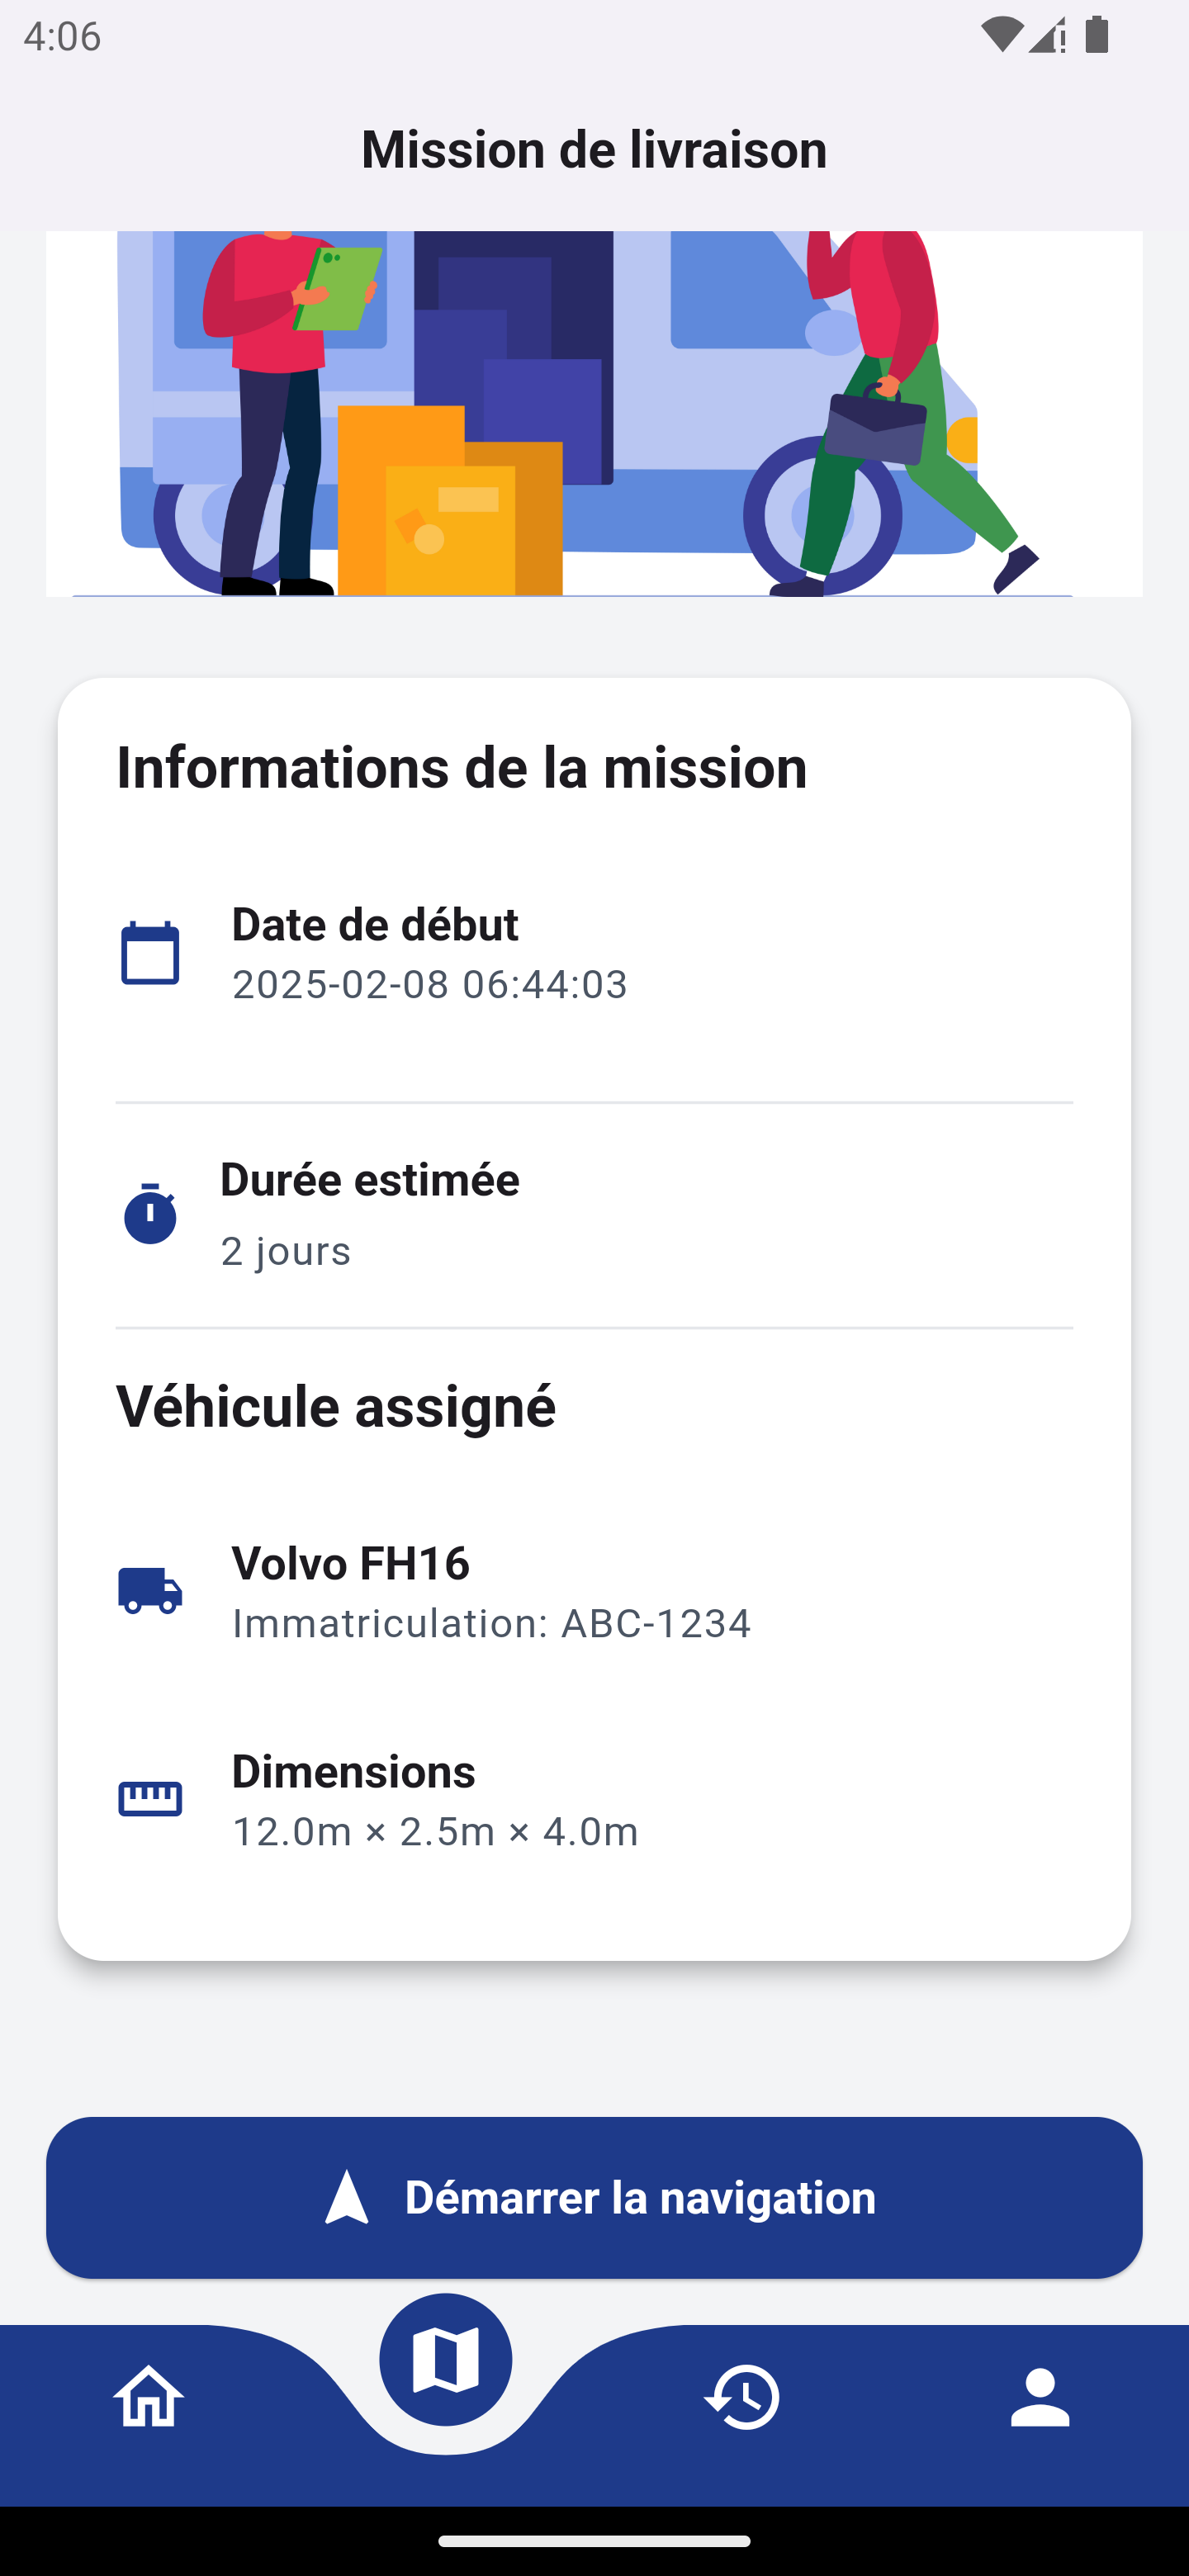 4:06
Mission de livraison
Informations de la mission
Date de début
2025-02-08 06:44:03
Durée estimée
2 jours
Véhicule assigné
Volvo FH16
Immatriculation: ABC-1234
Dimensions
12.0m × 2.5m × 4.0m
Démarrer la navigation